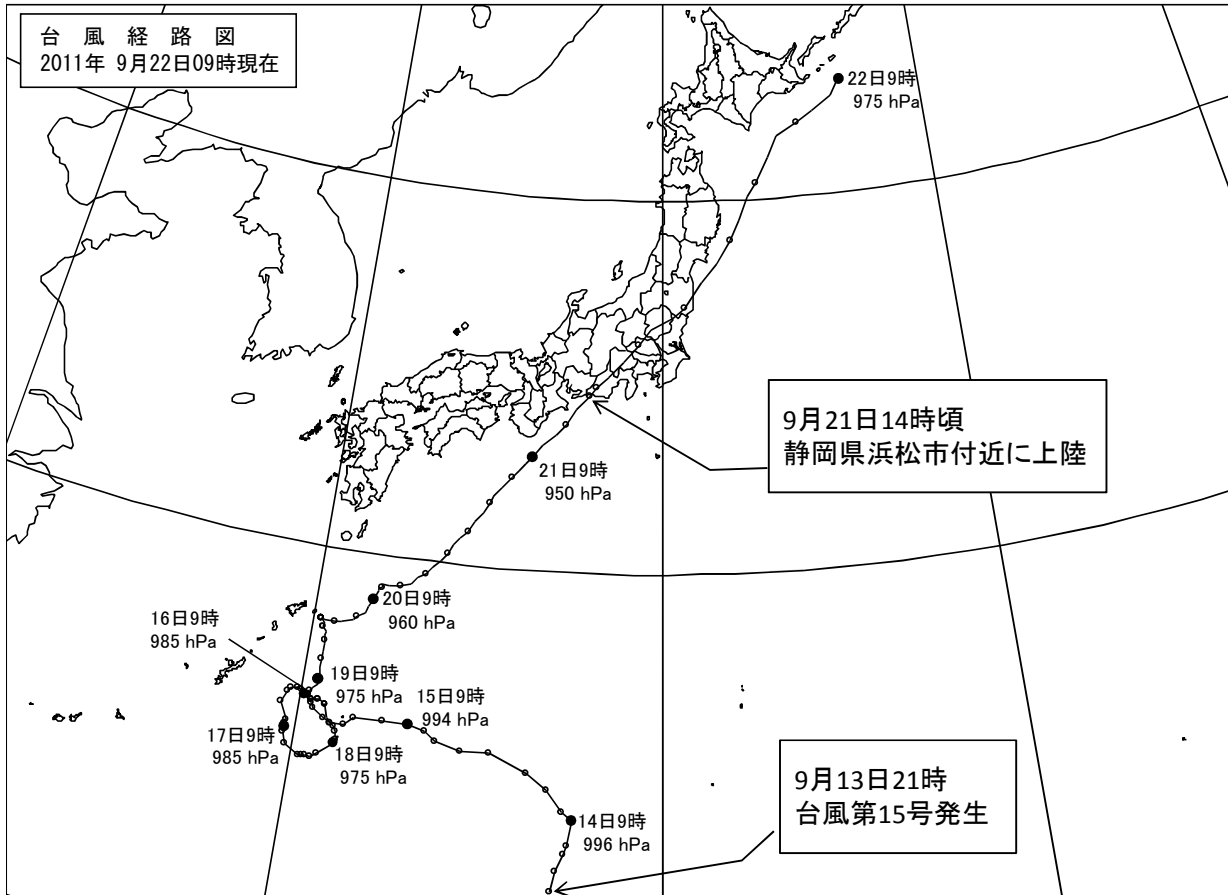 台 風 経 路 図
2011年 9月22日09時現在
22日9時
975 hPa
9月21日14時頃
静岡県浜松市付近に上陸
21日9時
950 hPa
20日9時
960 hPa
16日9時
985 hPa
19日9時
975 hPa
15日9時
994 hPa
17日9時
985 hPa
18日9時
975 hPa
9月13日21時
台風第15号発生
14日9時
996 hPa